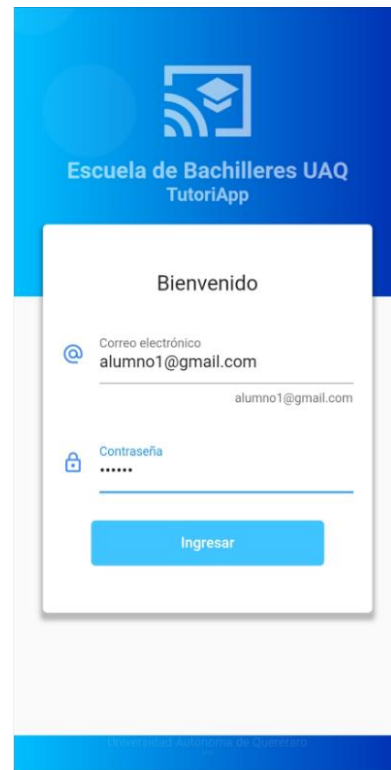 Escuela de Bachilleres UAQ
TutoriApp
Bienvenido
Correo electrónico
alumno1@gmail.com
alumno1@gmail.com
Contraseña
••••••
Ingresar
Universidad Autónoma de Querétaro